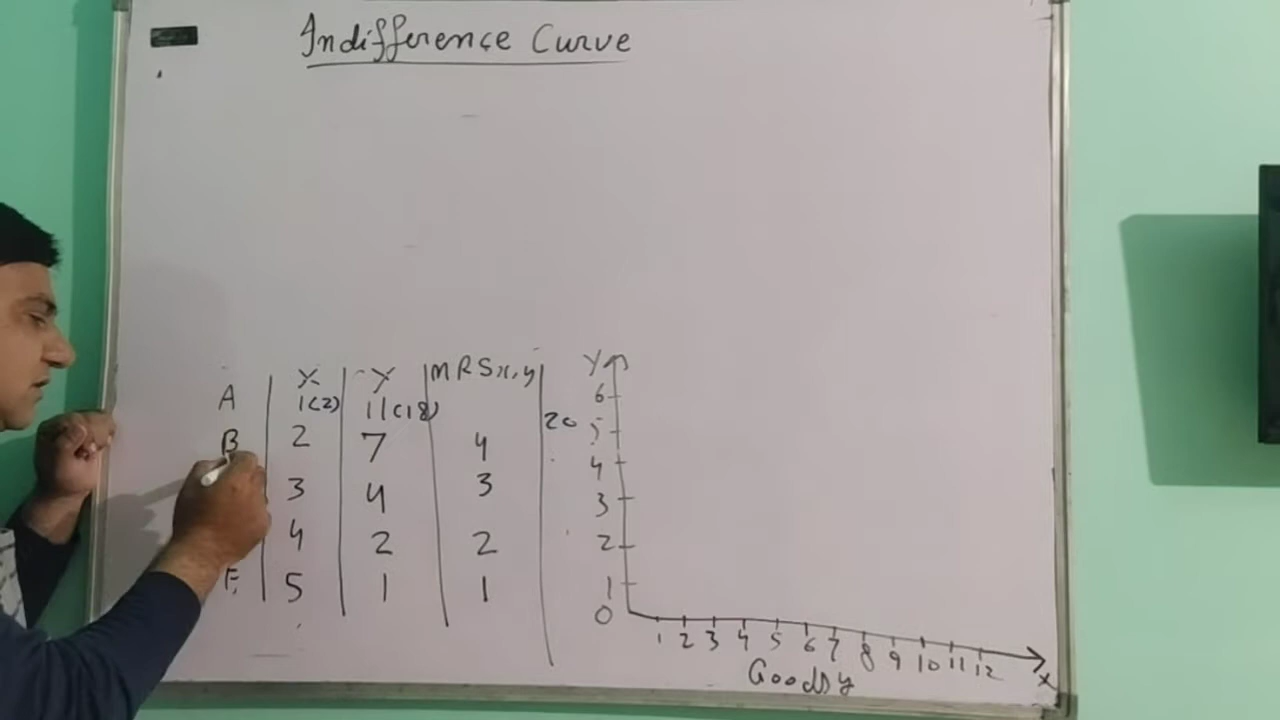 Indifference Curve
X Y MRSx,y
A 1(2) 11(18)
B 2 7 4
3 4 3
4 2 2
E 5 1 1
20
Y
6
5
4
3
2
1
0
1 2 3 4 5 6 7 8 9 10 11 12
X
Goodsy